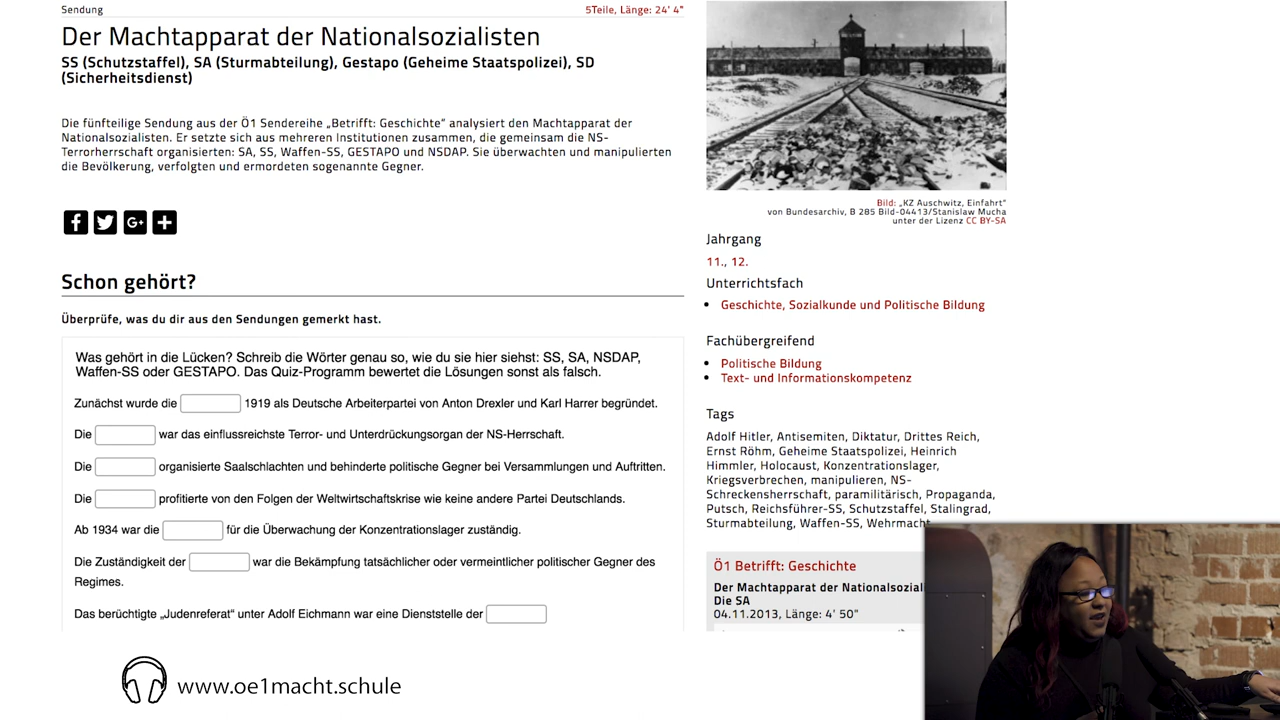 Sendung
5Teile, Länge: 24' 4"
Der Machtapparat der Nationalsozialisten
SS (Schutzstaffel), SA (Sturmabteilung), Gestapo (Geheime Staatspolizei), SD
(Sicherheitsdienst)
Die fünfteilige Sendung aus der Ö1 Sendereihe „Betrifft: Geschichte“ analysiert den Machtapparat der
Nationalsozialisten. Er setzte sich aus mehreren Institutionen zusammen, die gemeinsam die NS-
Terrorherrschaft organisierten: SA, SS, Waffen-SS, GESTAPO und NSDAP. Sie überwachten und manipulierten
die Bevölkerung, verfolgten und ermordeten sogenannte Gegner.
Schon gehört?
Überprüfe, was du dir aus den Sendungen gemerkt hast.
Was gehört in die Lücken? Schreib die Wörter genau so, wie du sie hier siehst: SS, SA, NSDAP,
Waffen-SS oder GESTAPO. Das Quiz-Programm bewertet die Lösungen sonst als falsch.
Zunächst wurde die 1919 als Deutsche Arbeiterpartei von Anton Drexler und Karl Harrer begründet.
Die war das einflussreichste Terror- und Unterdrückungsorgan der NS-Herrschaft.
Die organisierte Saalschlachten und behinderte politische Gegner bei Versammlungen und Auftritten.
Die profitierte von den Folgen der Weltwirtschaftskrise wie keine andere Partei Deutschlands.
Ab 1934 war die für die Überwachung der Konzentrationslager zuständig.
Die Zuständigkeit der war die Bekämpfung tatsächlicher oder vermeintlicher politischer Gegner des
Regimes.
Das berüchtigte „Judenreferat“ unter Adolf Eichmann war eine Dienststelle der
Bild: „KZ Auschwitz, Einfahrt“
von Bundesarchiv, B 285 Bild-04413/Stanislaw Mucha
unter der Lizenz CC BY-SA
Jahrgang
11., 12.
Unterrichtsfach
• Geschichte, Sozialkunde und Politische Bildung
Fachübergreifend
• Politische Bildung
• Text- und Informationskompetenz
Tags
Adolf Hitler, Antisemiten, Diktatur, Drittes Reich,
Ernst Röhm, Geheime Staatspolizei, Heinrich
Himmler, Holocaust, Konzentrationslager,
Kriegsverbrechen, manipulieren, NS-
Schreckensherrschaft, paramilitärisch, Propaganda,
Putsch, Reichsführer-SS, Schutzstaffel, Stalingrad,
Sturmabteilung, Waffen-SS, Wehrmacht
Ö1 Betrifft: Geschichte
Der Machtapparat der Nationalsozial
Die SA
04.11.2013, Länge: 4' 50"
www.oe1macht.schule